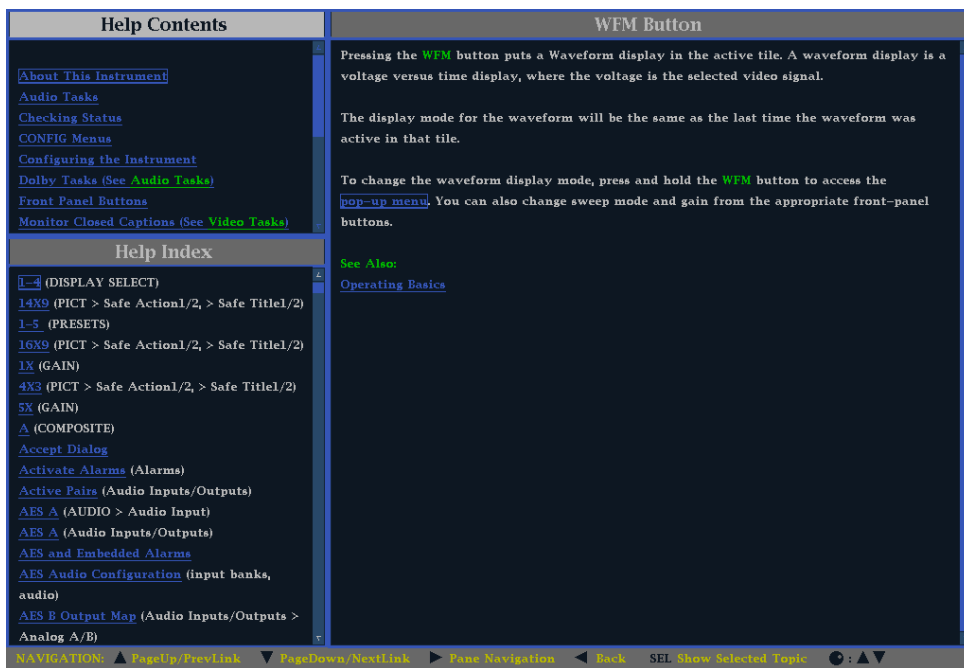 Help Contents
About This Instrument
Audio Tasks
Checking Status
CONFIG Menus
Configuring the Instrument
Dolby Tasks (See Audio Tasks)
Front Panel Buttons
Monitor Closed Captions (See Video Tasks)
Help Index
1-4 (DISPLAY SELECT)
14X9 (PICT > Safe Action1/2, > Safe Title1/2)
1-5 (PRESETS)
16X9 (PICT > Safe Action1/2, > Safe Title1/2)
1X (GAIN)
4X3 (PICT > Safe Action1/2, > Safe Title1/2)
5X (GAIN)
A (COMPOSITE)
Accept Dialog
Activate Alarms (Alarms)
Active Pairs (Audio Inputs/Outputs)
AES A (AUDIO > Audio Input)
AES A (Audio Inputs/Outputs)
AES and Embedded Alarms
AES Audio Configuration (input banks,
audio)
AES B Output Map (Audio Inputs/Outputs >
Analog A/B)
WFM Button
Pressing the WFM button puts a Waveform display in the active tile. A waveform display is a
voltage versus time display, where the voltage is the selected video signal.
The display mode for the waveform will be the same as the last time the waveform was
active in that tile.
To change the waveform display mode, press and hold the WFM button to access the
pop-up menu. You can also change sweep mode and gain from the appropriate front-panel
buttons.
See Also:
Operating Basics
NAVIGATION: ▲ PageUp/PrevLink ▼ PageDown/NextLink ► Pane Navigation ◄ Back SEL Show Selected Topic : ▲▼